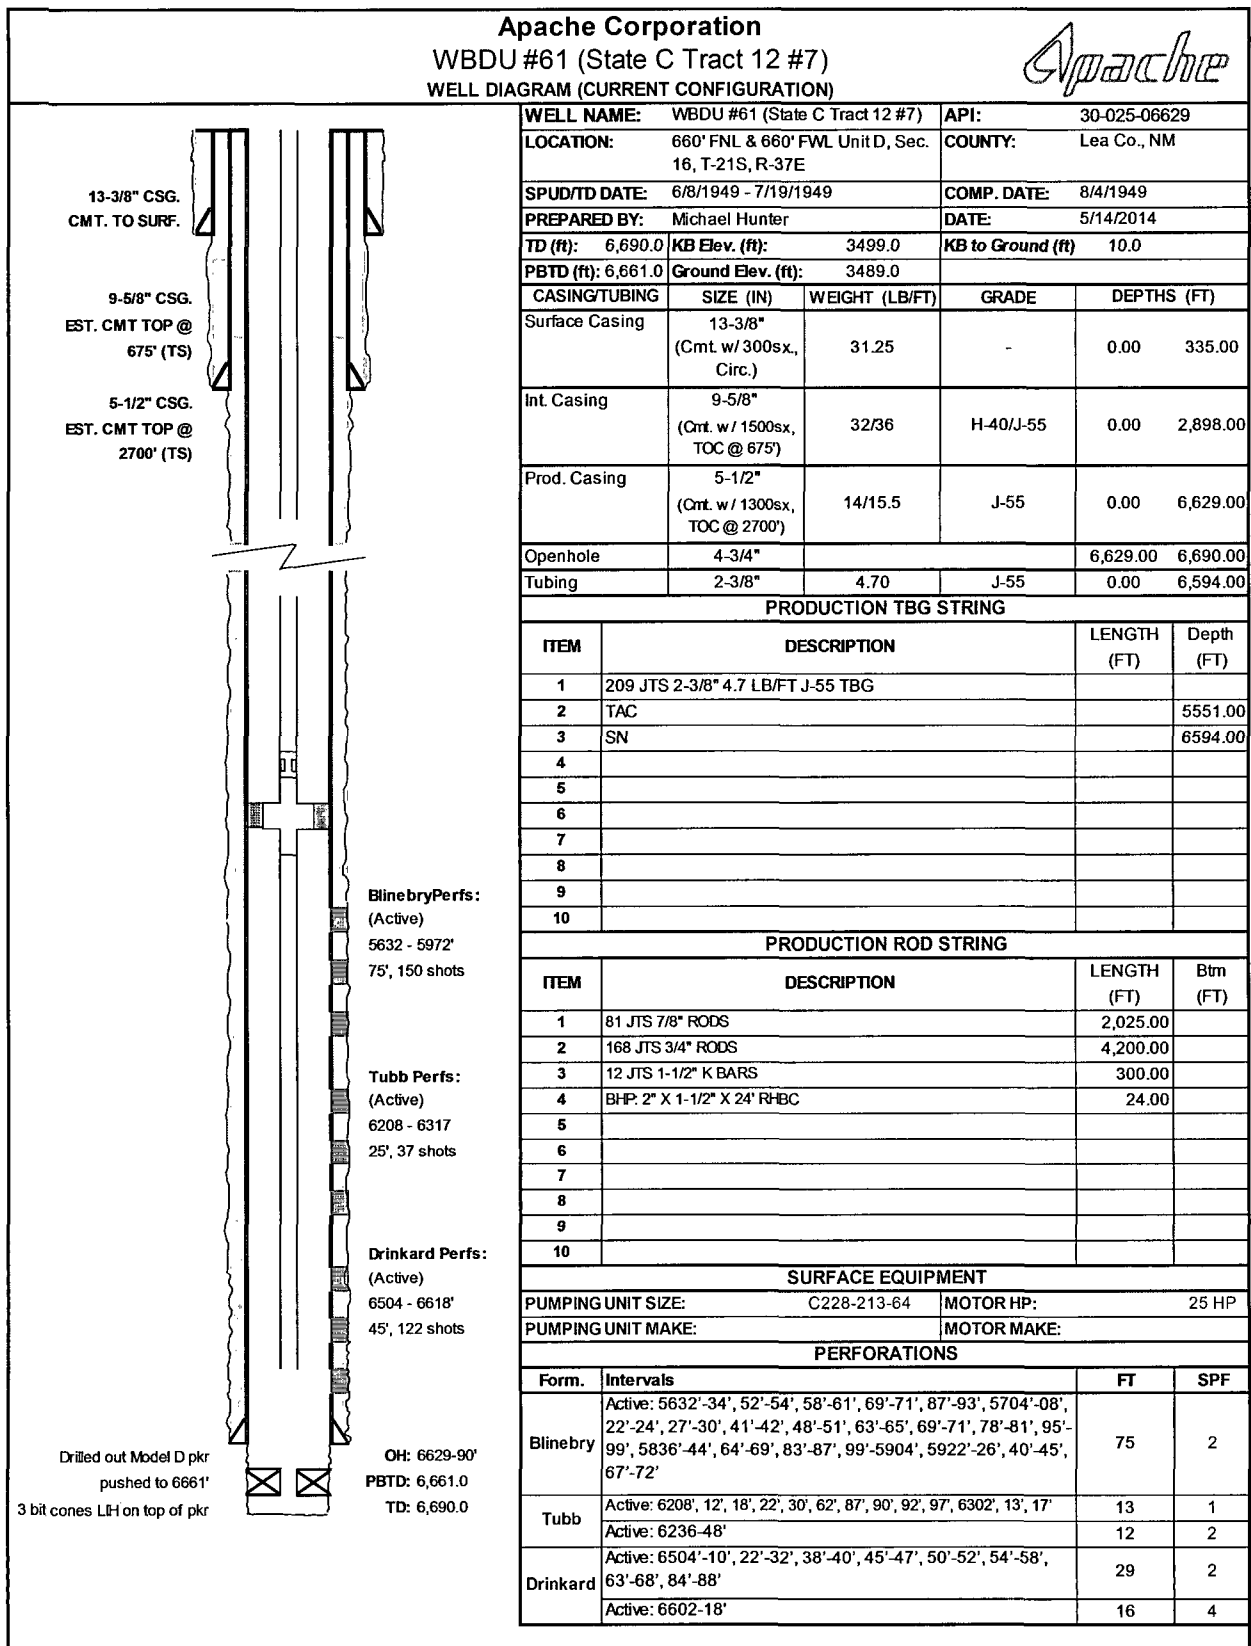 Apache Corporation
WBDU #61 (State C Tract 12 #7)
WELL DIAGRAM (CURRENT CONFIGURATION)
Apache
WELL NAME: WBDU #61 (State C Tract 12 #7) API: 30-025-06629
LOCATION: 660' FNL & 660' FWL Unit D, Sec. 16, T-21S, R-37E COUNTY: Lea Co., NM
SPUD/TD DATE: 6/8/1949 - 7/19/1949 COMP. DATE: 8/4/1949
PREPARED BY: Michael Hunter DATE: 5/14/2014
TD (ft): 6,690.0 KB Elev. (ft): 3499.0 KB to Ground (ft) 10.0
PBTD (ft): 6,661.0 Ground Elev. (ft): 3489.0
CASING/TUBING SIZE (IN) WEIGHT (LB/FT) GRADE DEPTHS (FT)
Surface Casing 13-3/8" (Cmt. w/ 300sx., Circ.) 31.25 - 0.00 335.00
Int. Casing 9-5/8" (Cmt. w / 1500sx, TOC @ 675') 32/36 H-40/J-55 0.00 2,898.00
Prod. Casing 5-1/2" (Cmt. w / 1300sx, TOC @ 2700') 14/15.5 J-55 0.00 6,629.00
Openhole 4-3/4" 6,629.00 6,690.00
Tubing 2-3/8" 4.70 J-55 0.00 6,594.00
PRODUCTION TBG STRING
ITEM DESCRIPTION LENGTH (FT) Depth (FT)
1 209 JTS 2-3/8" 4.7 LB/FT J-55 TBG
2 TAC 5551.00
3 SN 6594.00
4
5
6
7
8
9
10
PRODUCTION ROD STRING
ITEM DESCRIPTION LENGTH (FT) Btm (FT)
1 81 JTS 7/8" RODS 2,025.00
2 168 JTS 3/4" RODS 4,200.00
3 12 JTS 1-1/2" K BARS 300.00
4 BHP: 2" X 1-1/2" X 24' RHBC 24.00
5
6
7
8
9
10
SURFACE EQUIPMENT
PUMPING UNIT SIZE: C228-213-64 MOTOR HP: 25 HP
PUMPING UNIT MAKE: MOTOR MAKE:
PERFORATIONS
Form. Intervals FT SPF
Blinebry Active: 5632'-34', 52'-54', 58'-61', 69'-71', 87'-93', 5704'-08', 22'-24', 27'-30', 41'-42', 48'-51', 63'-65', 69'-71', 78'-81', 95'-99', 5836'-44', 64'-69', 83'-87', 99'-5904', 5922'-26', 40'-45', 67'-72' 75 2
Tubb Active: 6208', 12', 18', 22', 30', 62', 87', 90', 92', 97', 6302', 13', 17' 13 1
Active: 6236-48' 12 2
Drinkard Active: 6504'-10', 22'-32', 38'-40', 45'-47', 50'-52', 54'-58', 63'-68', 84'-88' 29 2
Active: 6602-18' 16 4
13-3/8" CSG.
CMT. TO SURF.
9-5/8" CSG.
EST. CMT TOP @
675' (TS)
5-1/2" CSG.
EST. CMT TOP @
2700' (TS)
BlinebryPerfs:
(Active)
5632 - 5972'
75', 150 shots
Tubb Perfs:
(Active)
6208 - 6317
25', 37 shots
Drinkard Perfs:
(Active)
6504 - 6618'
45', 122 shots
Drilled out Model D pkr
pushed to 6661'
3 bit cones LIH on top of pkr
OH: 6629-90'
PBTD: 6,661.0
TD: 6,690.0